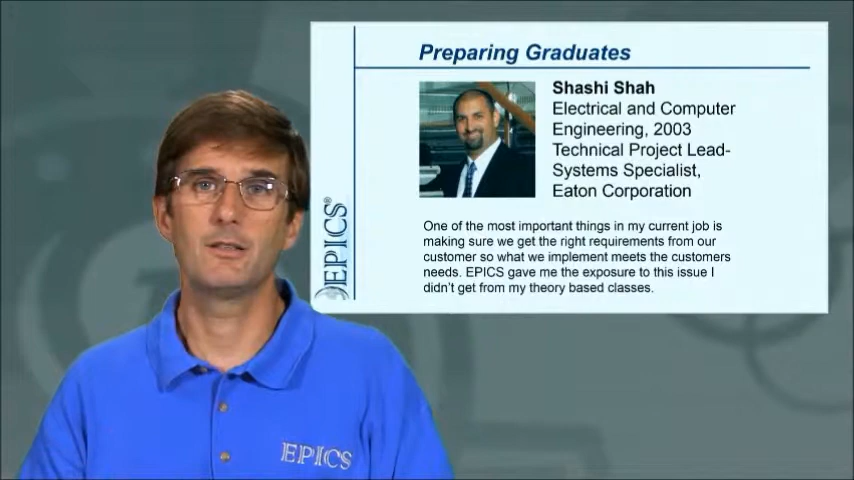 Preparing Graduates
Shashi Shah
Electrical and Computer
Engineering, 2003
Technical Project Lead-
Systems Specialist,
Eaton Corporation
One of the most important things in my current job is
making sure we get the right requirements from our
customer so what we implement meets the customers
needs. EPICS gave me the exposure to this issue I
didn't get from my theory based classes.
EPICS®
EPICS